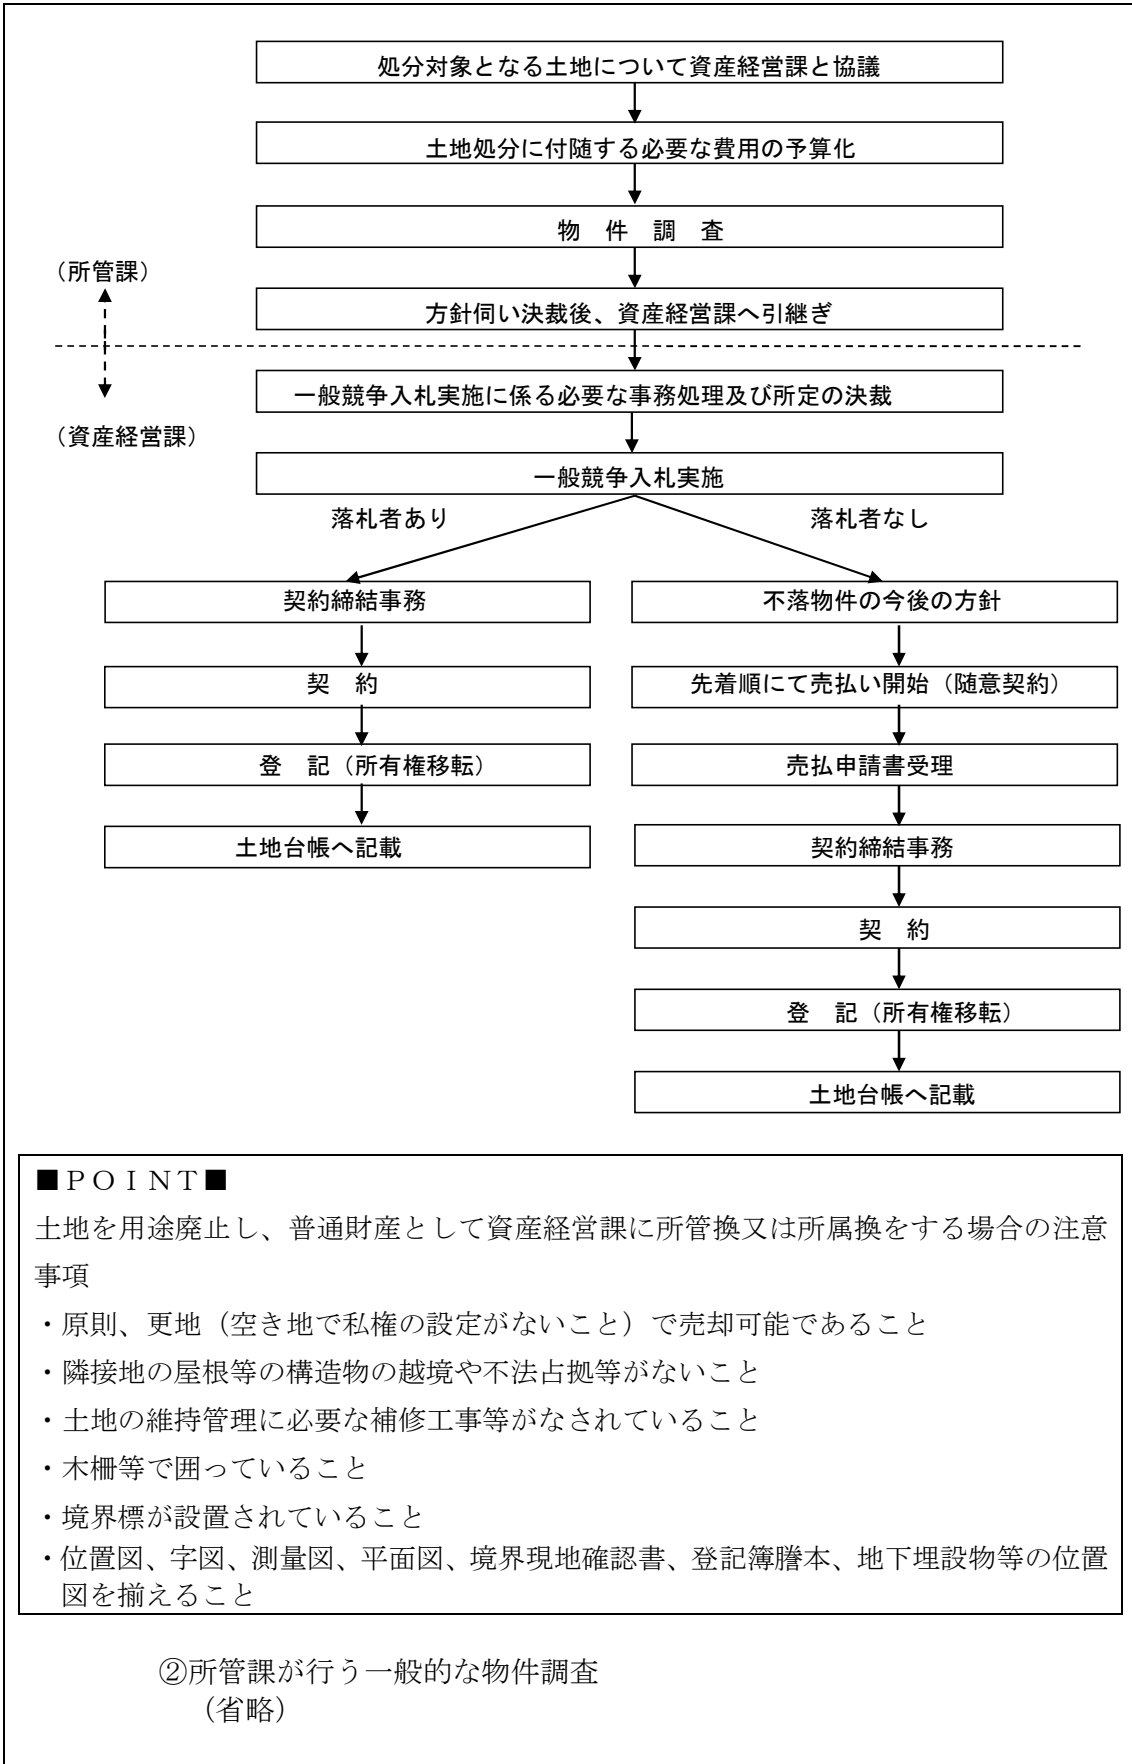 処分対象となる土地について資産経営課と協議
土地処分に付随する必要な費用の予算化
物　件　調　査
（所管課）
方針伺い決裁後、資産経営課へ引継ぎ
一般競争入札実施に係る必要な事務処理及び所定の決裁
（資産経営課）
一般競争入札実施
落札者あり
落札者なし
契約締結事務
契　約
登　記（所有権移転）
土地台帳へ記載
不落物件の今後の方針
先着順にて売払い開始（随意契約）
売払申請書受理
契約締結事務
契　約
登　記（所有権移転）
土地台帳へ記載
■ＰＯＩＮＴ■
土地を用途廃止し、普通財産として資産経営課に所管換又は所属換をする場合の注意
事項
・原則、更地（空き地で私権の設定がないこと）で売却可能であること
・隣接地の屋根等の構造物の越境や不法占拠等がないこと
・土地の維持管理に必要な補修工事等がなされていること
・木柵等で囲っていること
・境界標が設置されていること
・位置図、字図、測量図、平面図、境界現地確認書、登記簿謄本、地下埋設物等の位置
図を揃えること
②所管課が行う一般的な物件調査
（省略）